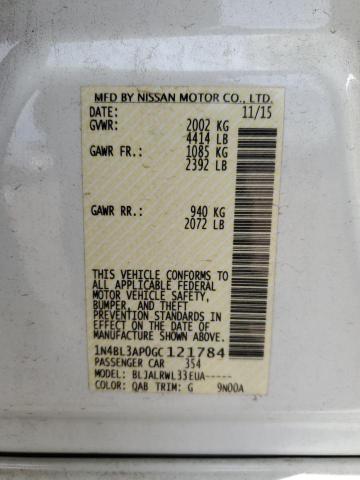 MFD BY NISSAN MOTOR CO., LTD.
DATE: 11/15
GVWR: 2002 KG
4414 LB
GAWR FR.: 1085 KG
2392 LB
GAWR RR.: 940 KG
2072 LB
THIS VEHICLE CONFORMS TO
ALL APPLICABLE FEDERAL
MOTOR VEHICLE SAFETY,
BUMPER, AND THEFT
PREVENTION STANDARDS IN
EFFECT ON THE DATE OF
MANUFACTURE SHOWN ABOVE.
1N4BL3AP0GC121784
PASSENGER CAR 354
MODEL: BLJALRWL33EUA-----
COLOR: QAB TRIM: G 9N00A